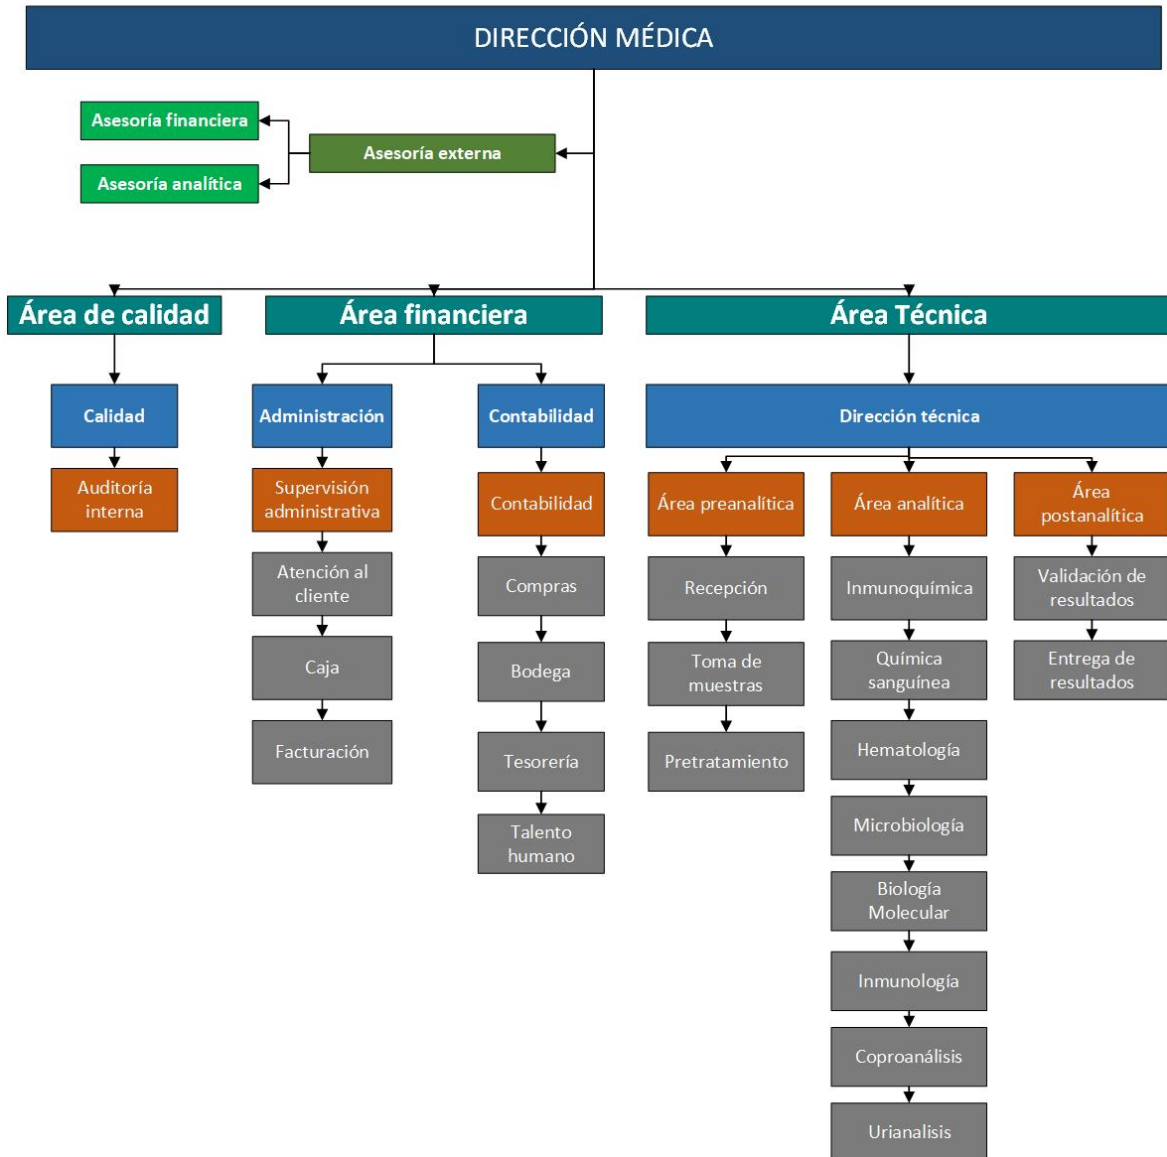 DIRECCIÓN MÉDICA
Asesoría financiera
Asesoría externa
Asesoría analítica
Área de calidad
Área financiera
Área Técnica
Calidad
Administración
Contabilidad
Dirección técnica
Auditoría
interna
Supervisión
administrativa
Contabilidad
Área preanalítica
Área analítica
Área
postanalítica
Atención al
cliente
Compras
Recepción
Inmunoquímica
Validación de
resultados
Caja
Bodega
Toma de
muestras
Química
sanguínea
Entrega de
resultados
Facturación
Tesorería
Pretratamiento
Hematología
Talento
humano
Microbiología
Biología
Molecular
Inmunología
Coproanálisis
Urianalisis